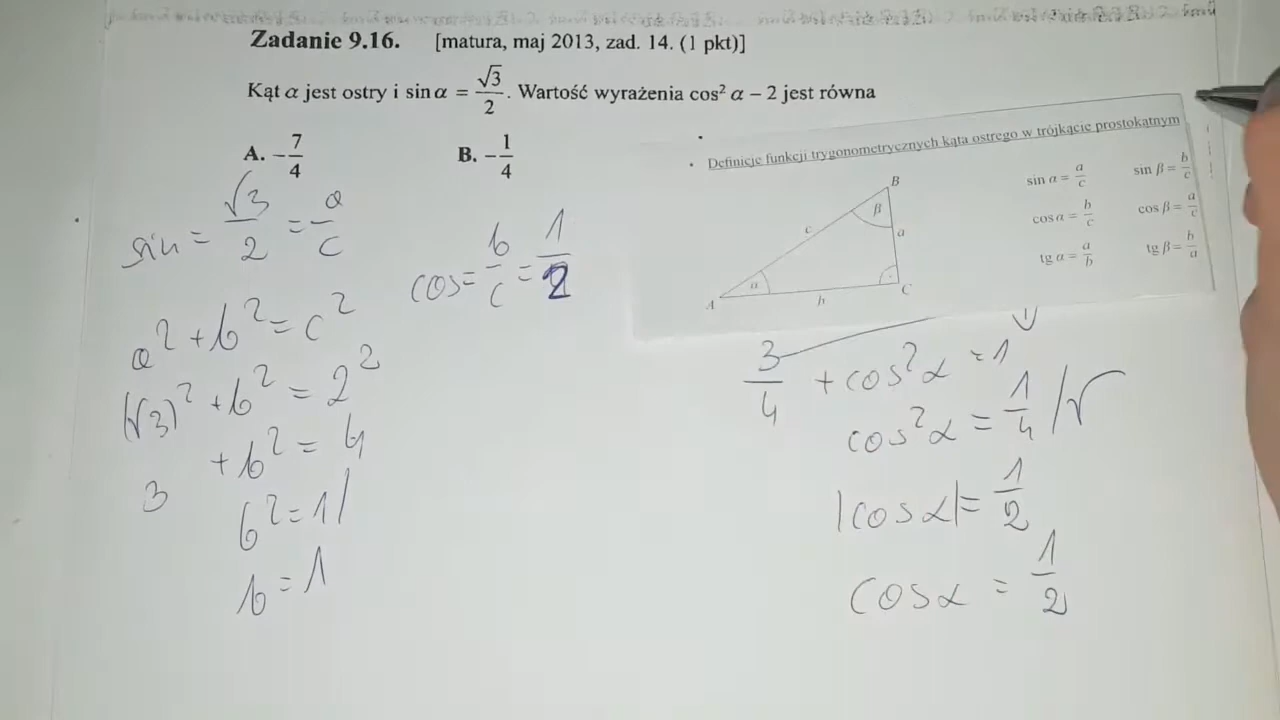 Zadanie 9.16. [matura, maj 2013, zad. 14. (1 pkt)]
Kąt α jest ostry i sin α = √3/2. Wartość wyrażenia cos² α – 2 jest równa
A. –7/4 B. –1/4
• Definicje funkcji trygonometrycznych kąta ostrego w trójkącie prostokątnym
sin α = a/c sin β = b/c
cos α = b/c cos β = a/c
tg α = a/b tg β = b/a
B
β
c
a
α
A
b
C
sin = √3/2 = a/c
cos = b/c = 1/2
a² + b² = c²
(√3)² + b² = 2²
3 + b² = 4
b² = 1 /
b = 1
3/4 + cos²α = 1
cos²α = 1/4 /√
|cosα| = 1/2
cosα = 1/2